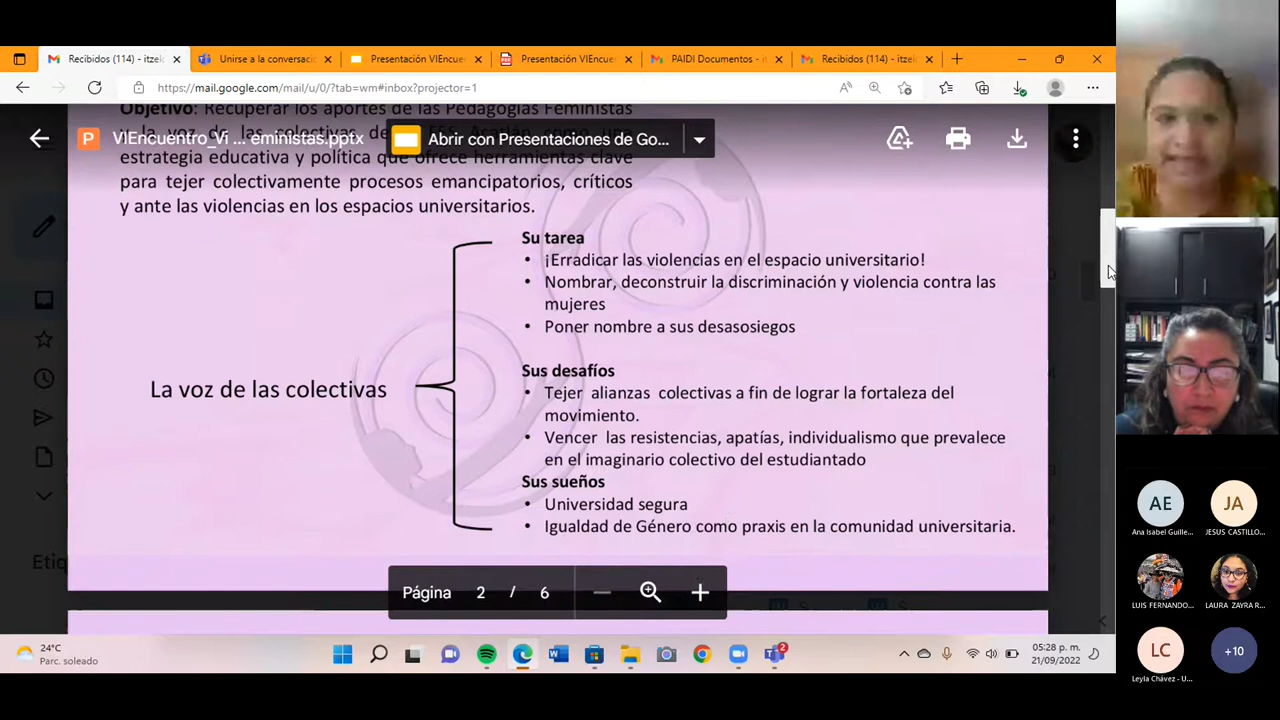 Recibidos (114) - itzel
Unirse a la conversació
Presentación VIEncue
Presentación VIEncue
PAIDI Documentos - it
Recibidos (114) - itzel
https://mail.google.com/mail/u/0/?tab=wm#inbox?projector=1
Objetivo: Recuperar los aportes de las Pedagogías Feministas
VIEncuentro_Vi ... eministas.pptx
Abrir con Presentaciones de Go...
estrategia educativa y política que ofrece herramientas clave
para tejer colectivamente procesos emancipatorios, críticos
y ante las violencias en los espacios universitarios.
La voz de las colectivas
Su tarea
• ¡Erradicar las violencias en el espacio universitario!
• Nombrar, deconstruir la discriminación y violencia contra las
mujeres
• Poner nombre a sus desasosiegos
Sus desafíos
• Tejer alianzas colectivas a fin de lograr la fortaleza del
movimiento.
• Vencer las resistencias, apatías, individualismo que prevalece
en el imaginario colectivo del estudiantado
Sus sueños
• Universidad segura
• Igualdad de Género como praxis en la comunidad universitaria.
Etiq
Página 2 / 6
24°C
Parc. soleado
2
05:28 p. m.
21/09/2022
AE
Ana Isabel Guille...
JA
JESUS CASTILLO...
LUIS FERNANDO...
LAURA ZAYRA R...
LC
Leyla Chávez - U...
+10